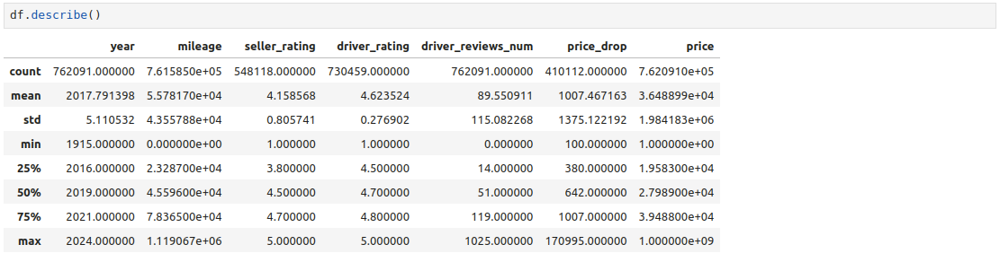 df.describe()
year mileage seller_rating driver_rating driver_reviews_num price_drop price
count 762091.000000 7.615850e+05 548118.000000 730459.000000 762091.000000 410112.000000 7.620910e+05
mean 2017.791398 5.578170e+04 4.158568 4.623524 89.550911 1007.467163 3.648899e+04
std 5.110532 4.355788e+04 0.805741 0.276902 115.082268 1375.122192 1.984183e+06
min 1915.000000 0.000000e+00 1.000000 1.000000 0.000000 100.000000 1.000000e+00
25% 2016.000000 2.328700e+04 3.800000 4.500000 14.000000 380.000000 1.958300e+04
50% 2019.000000 4.559600e+04 4.500000 4.700000 51.000000 642.000000 2.798900e+04
75% 2021.000000 7.836500e+04 4.700000 4.800000 119.000000 1007.000000 3.948800e+04
max 2024.000000 1.119067e+06 5.000000 5.000000 1025.000000 170995.000000 1.000000e+09